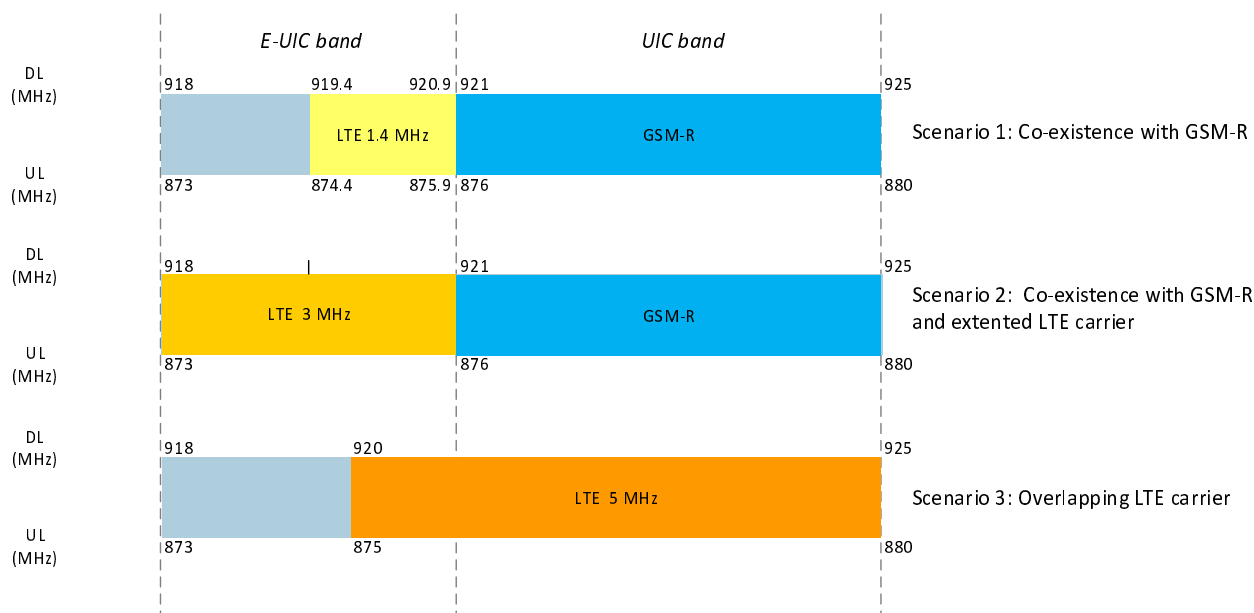 E-UIC band UIC band
DL
(MHz)
918 919.4 920.9 921 925
LTE 1.4 MHz GSM-R
Scenario 1: Co-existence with GSM-R
UL
(MHz)
873 874.4 875.9 876 880
DL
(MHz)
918 921 925
LTE 3 MHz GSM-R
Scenario 2: Co-existence with GSM-R
and extented LTE carrier
UL
(MHz)
873 876 880
DL
(MHz)
918 920 925
LTE 5 MHz
Scenario 3: Overlapping LTE carrier
UL
(MHz)
873 875 880